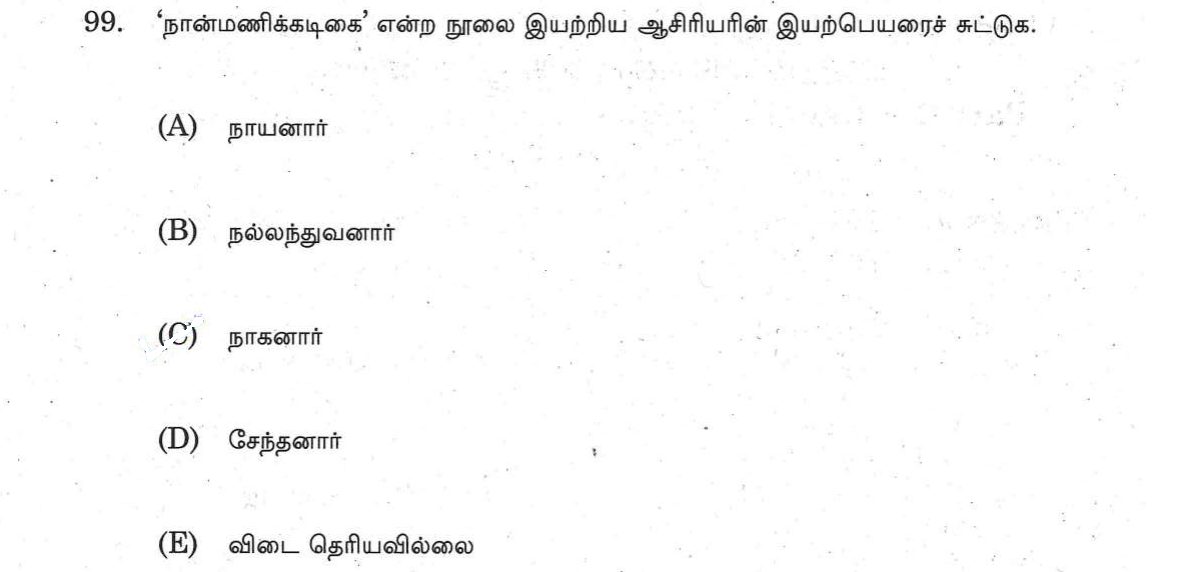 99. ‘நான்மணிக்கடிகை’ என்ற நூலை இயற்றிய ஆசிரியரின் இயற்பெயரைச் சுட்டுக.
(A) நாயனார்
(B) நல்லந்துவனார்
(C) நாகனார்
(D) சேந்தனார்
(E) விடை தெரியவில்லை